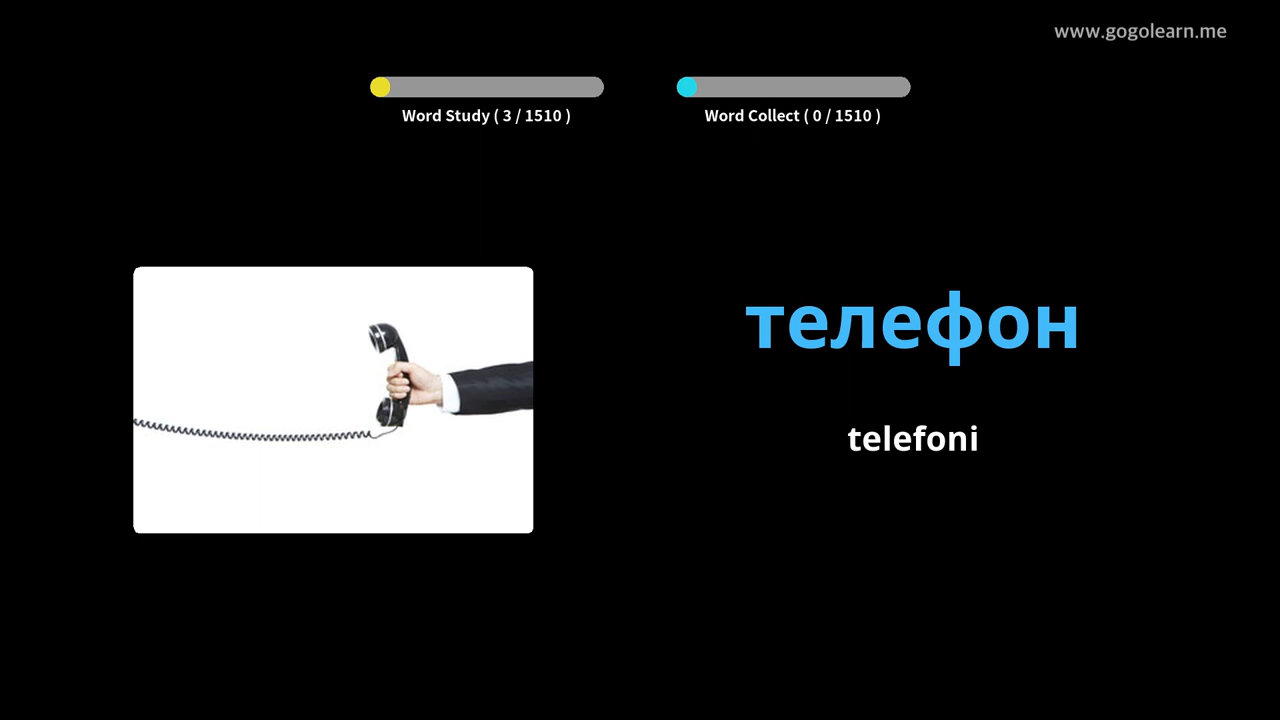 www.gogolearn.me
Word Study ( 3 / 1510 )
Word Collect ( 0 / 1510 )
телефон
telefoni